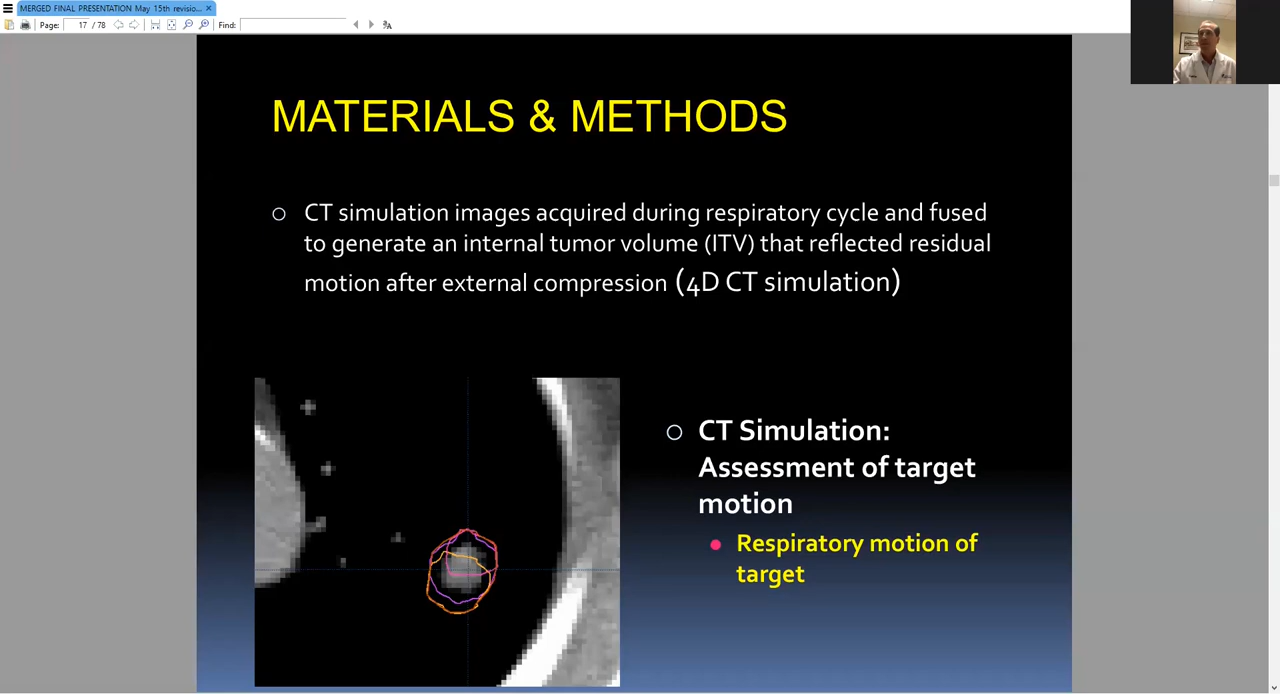 MERGED FINAL PRESENTATION May 15th revisio... ×
Page: 17 / 78 Find:
MATERIALS & METHODS
CT simulation images acquired during respiratory cycle and fused
to generate an internal tumor volume (ITV) that reflected residual
motion after external compression (4D CT simulation)
CT Simulation:
Assessment of target
motion
Respiratory motion of
target